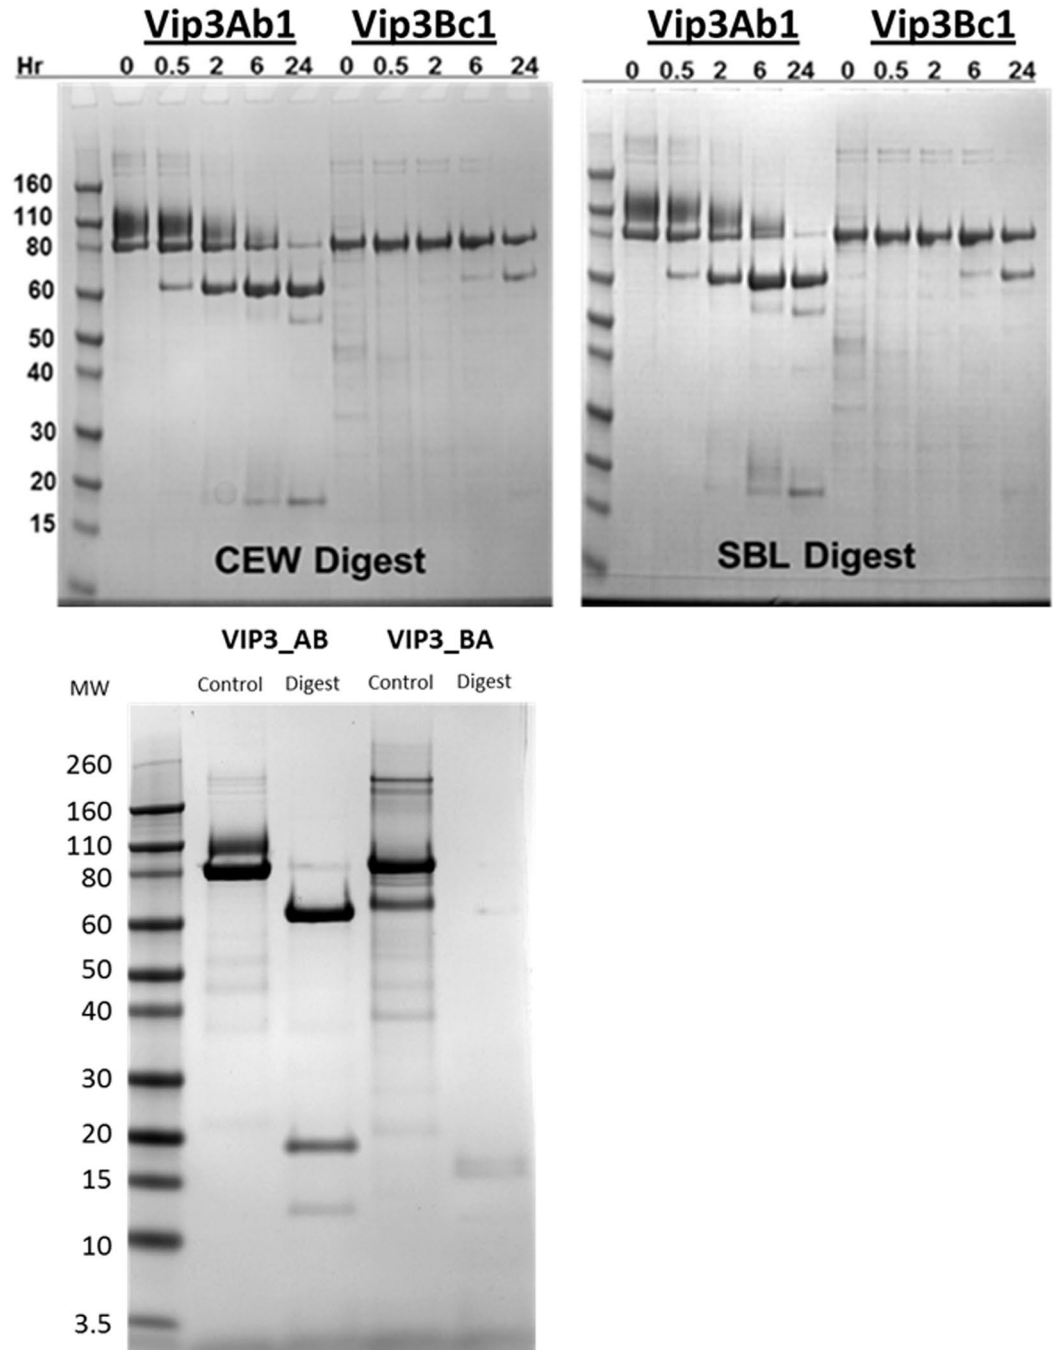 Vip3Ab1 Vip3Bc1
Hr 0 0.5 2 6 24 0 0.5 2 6 24
160
110
80
60
50
40
30
20
15
CEW Digest
Vip3Ab1 Vip3Bc1
0 0.5 2 6 24 0 0.5 2 6 24
SBL Digest
VIP3_AB VIP3_BA
MW Control Digest Control Digest
260
160
110
80
60
50
40
30
20
15
10
3.5